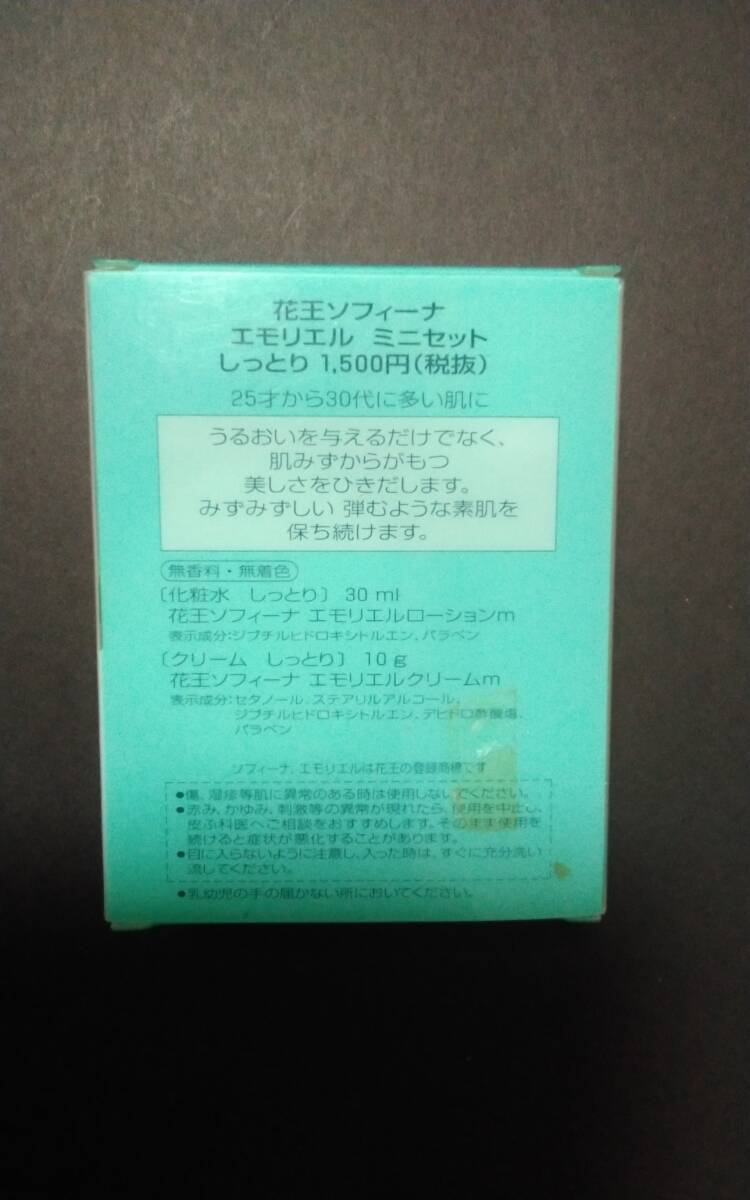 花王ソフィーナ
エモリエル ミニセット
しっとり 1,500円(税抜)
25才から30代に多い肌に
うるおいを与えるだけでなく、
肌みずからがもつ
美しさをひきだします。
みずみずしい 弾むような素肌を
保ち続けます。
無香料・無着色
〔化粧水 しっとり〕 30 ml
花王ソフィーナ エモリエルローションm
表示成分:ジブチルヒドロキシトルエン、パラベン
〔クリーム しっとり〕 10 g
花王ソフィーナ エモリエルクリームm
表示成分:セタノール、ステアリルアルコール、
ジブチルヒドロキシトルエン、デヒドロ酢酸塩、
パラベン
ソフィーナ、エモリエルは花王の登録商標です
●傷、湿疹等肌に異常のある時は使用しないでください。
●赤み、かゆみ、刺激等の異常が現れたら、使用を中止し、
皮ふ科医へご相談をおすすめします。そのまま使用を
続けると症状が悪化することがあります。
●目に入らないように注意し、入った時は、すぐに充分洗い
流してください。
●乳幼児の手の届かない所においてください。